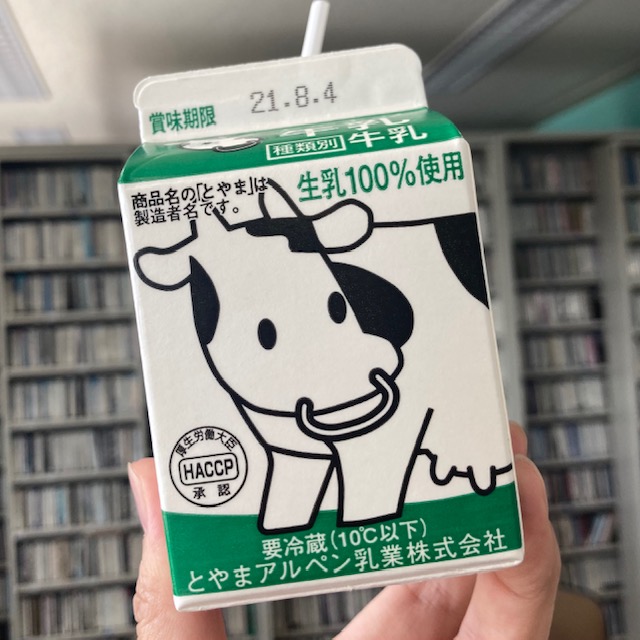 賞味期限 21.8.4
種類別 牛乳
生乳100%使用
商品名の「とやま」は
製造者名です。
厚生労働大臣
HACCP
承認
要冷蔵(10℃以下)
とやまアルペン乳業株式会社